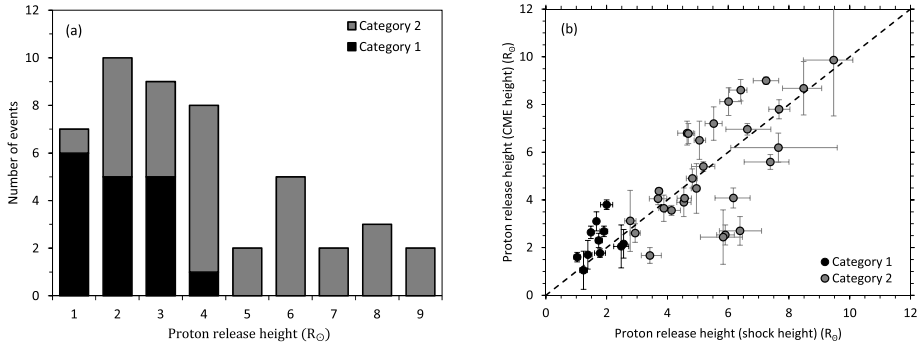 (a)
Category 2
Category 1
12
10
8
6
4
2
0
Number of events
1 2 3 4 5 6 7 8 9
Proton release height (R☉)
(b)
12
10
8
6
4
2
0
Proton release height (CME height) (R☉)
Category 1
Category 2
0 2 4 6 8 10 12
Proton release height (shock height) (R☉)